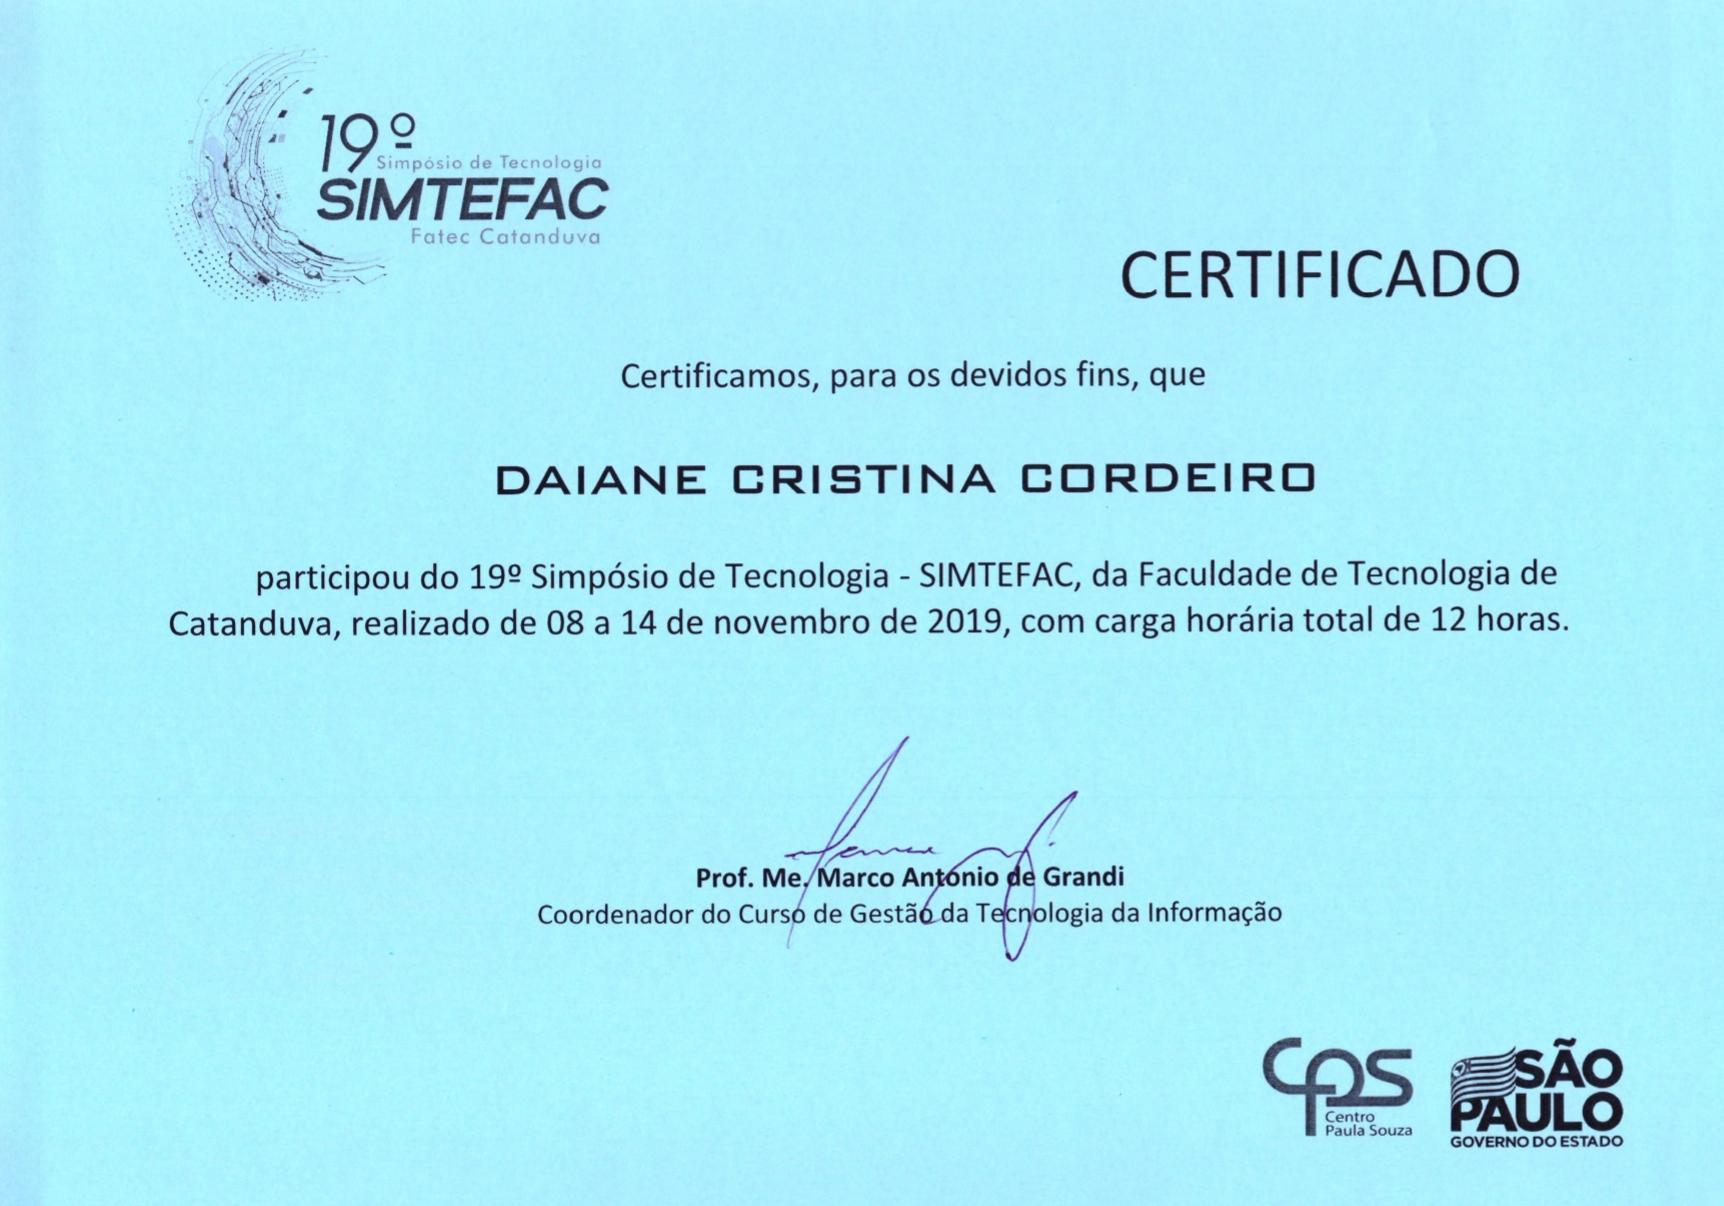 19º
Simpósio de Tecnologia
SIMTEFAC
Fatec Catanduva
CERTIFICADO
Certificamos, para os devidos fins, que
DAIANE CRISTINA CORDEIRO
participou do 19º Simpósio de Tecnologia - SIMTEFAC, da Faculdade de Tecnologia de
Catanduva, realizado de 08 a 14 de novembro de 2019, com carga horária total de 12 horas.
Prof. Me. Marco Antonio de Grandi
Coordenador do Curso de Gestão da Tecnologia da Informação
CPS
Centro
Paula Souza
SÃO
PAULO
GOVERNO DO ESTADO